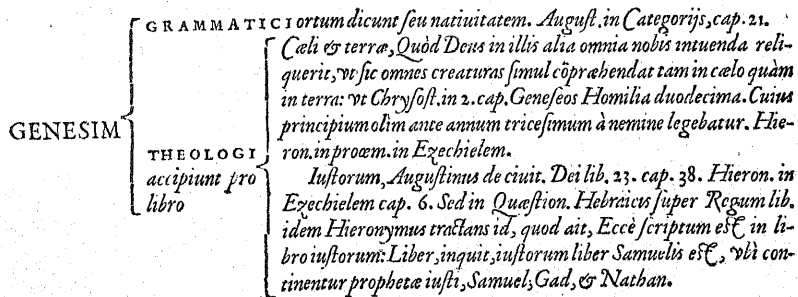 GRAMMATICI ortum dicunt ſeu natiuitatem. Auguſt. in Categorijs, cap. 21.
Cæli & terræ, Quòd Deus in illis alia omnia nobis intuenda reli-
querit, vt ſic omnes creaturas ſimul cõpræhendat tam in cælo quàm
in terra: vt Chryſoſt. in 2. cap. Geneſeos Homilia duodecima. Cuius
GENESIM
principium olim ante annum triceſimum à nemine legebatur. Hie-
THEOLOGI
ron. in proœm. in Ezechielem.
accipiunt pro
Iuſtorum, Auguſtinus de ciuit. Dei lib. 23. cap. 38. Hieron. in
libro
Ezechielem cap. 6. Sed in Quæſtion. Hebraicis ſuper Regum lib.
idem Hieronymus tractans id, quod ait, Eccè ſcriptum eſt in li-
bro iuſtorum: Liber, inquit, iuſtorum liber Samuelis eſt, vbi con-
tinentur prophetæ iuſti, Samuel, Gad, & Nathan.